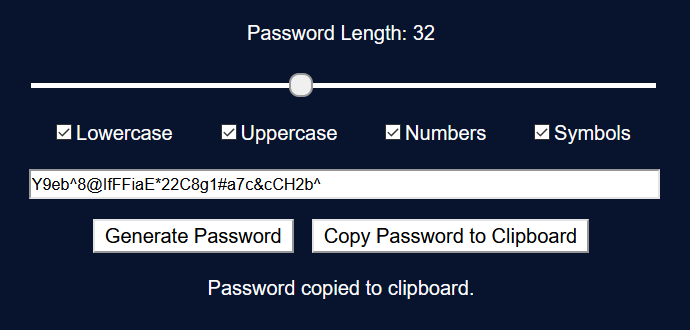 Password Length: 32
Lowercase Uppercase Numbers Symbols
Y9eb^8@IfFFiaE*22C8g1#a7c&cCH2b^
Generate Password Copy Password to Clipboard
Password copied to clipboard.